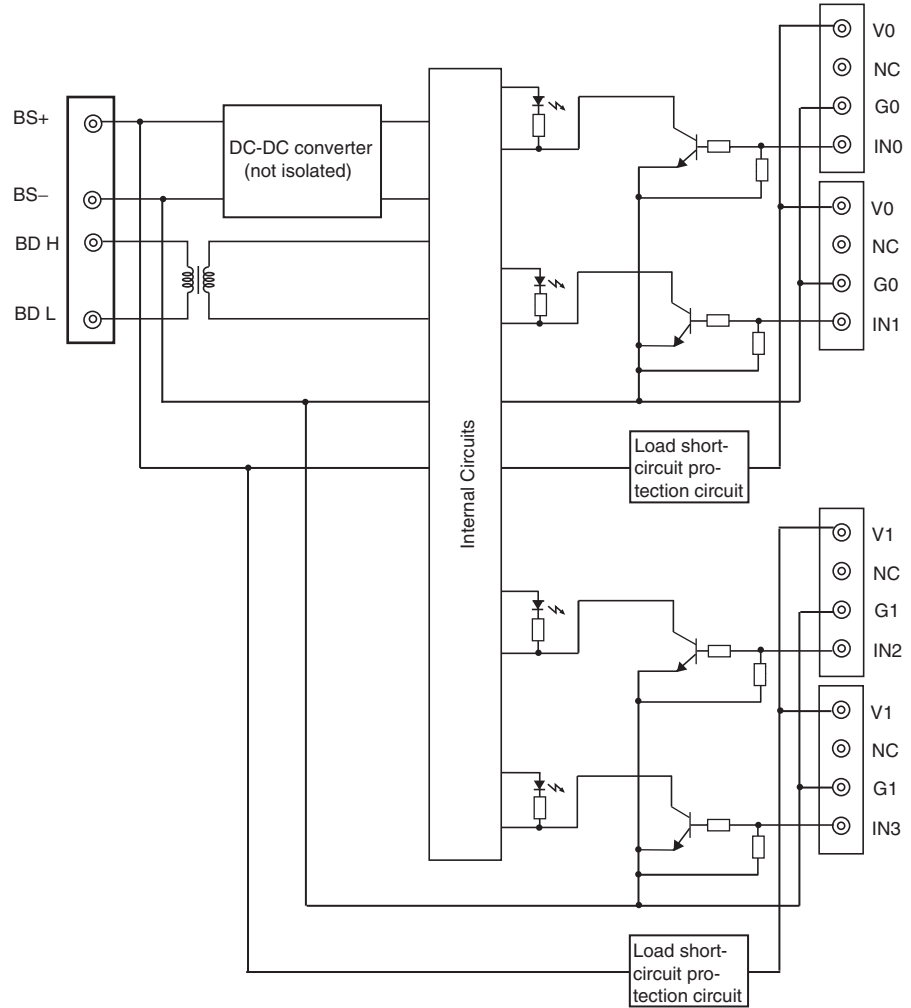 BS+
BS−
BD H
BD L
DC-DC converter
(not isolated)
Internal Circuits
V0
NC
G0
IN0
V0
NC
G0
IN1
Load short-
circuit pro-
tection circuit
V1
NC
G1
IN2
V1
NC
G1
IN3
Load short-
circuit pro-
tection circuit